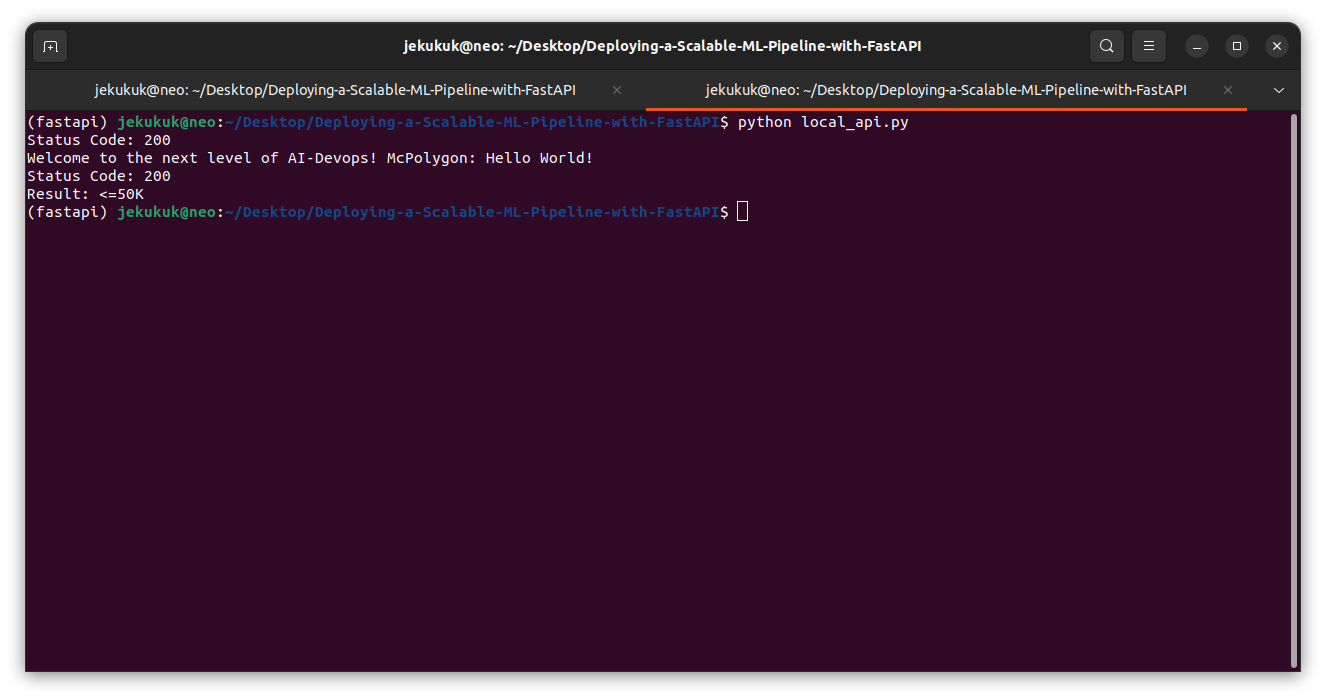 jekukuk@neo: ~/Desktop/Deploying-a-Scalable-ML-Pipeline-with-FastAPI
jekukuk@neo: ~/Desktop/Deploying-a-Scalable-ML-Pipeline-with-FastAPI
jekukuk@neo: ~/Desktop/Deploying-a-Scalable-ML-Pipeline-with-FastAPI
(fastapi) jekukuk@neo:~/Desktop/Deploying-a-Scalable-ML-Pipeline-with-FastAPI$ python local_api.py
Status Code: 200
Welcome to the next level of AI-Devops! McPolygon: Hello World!
Status Code: 200
Result: <=50K
(fastapi) jekukuk@neo:~/Desktop/Deploying-a-Scalable-ML-Pipeline-with-FastAPI$